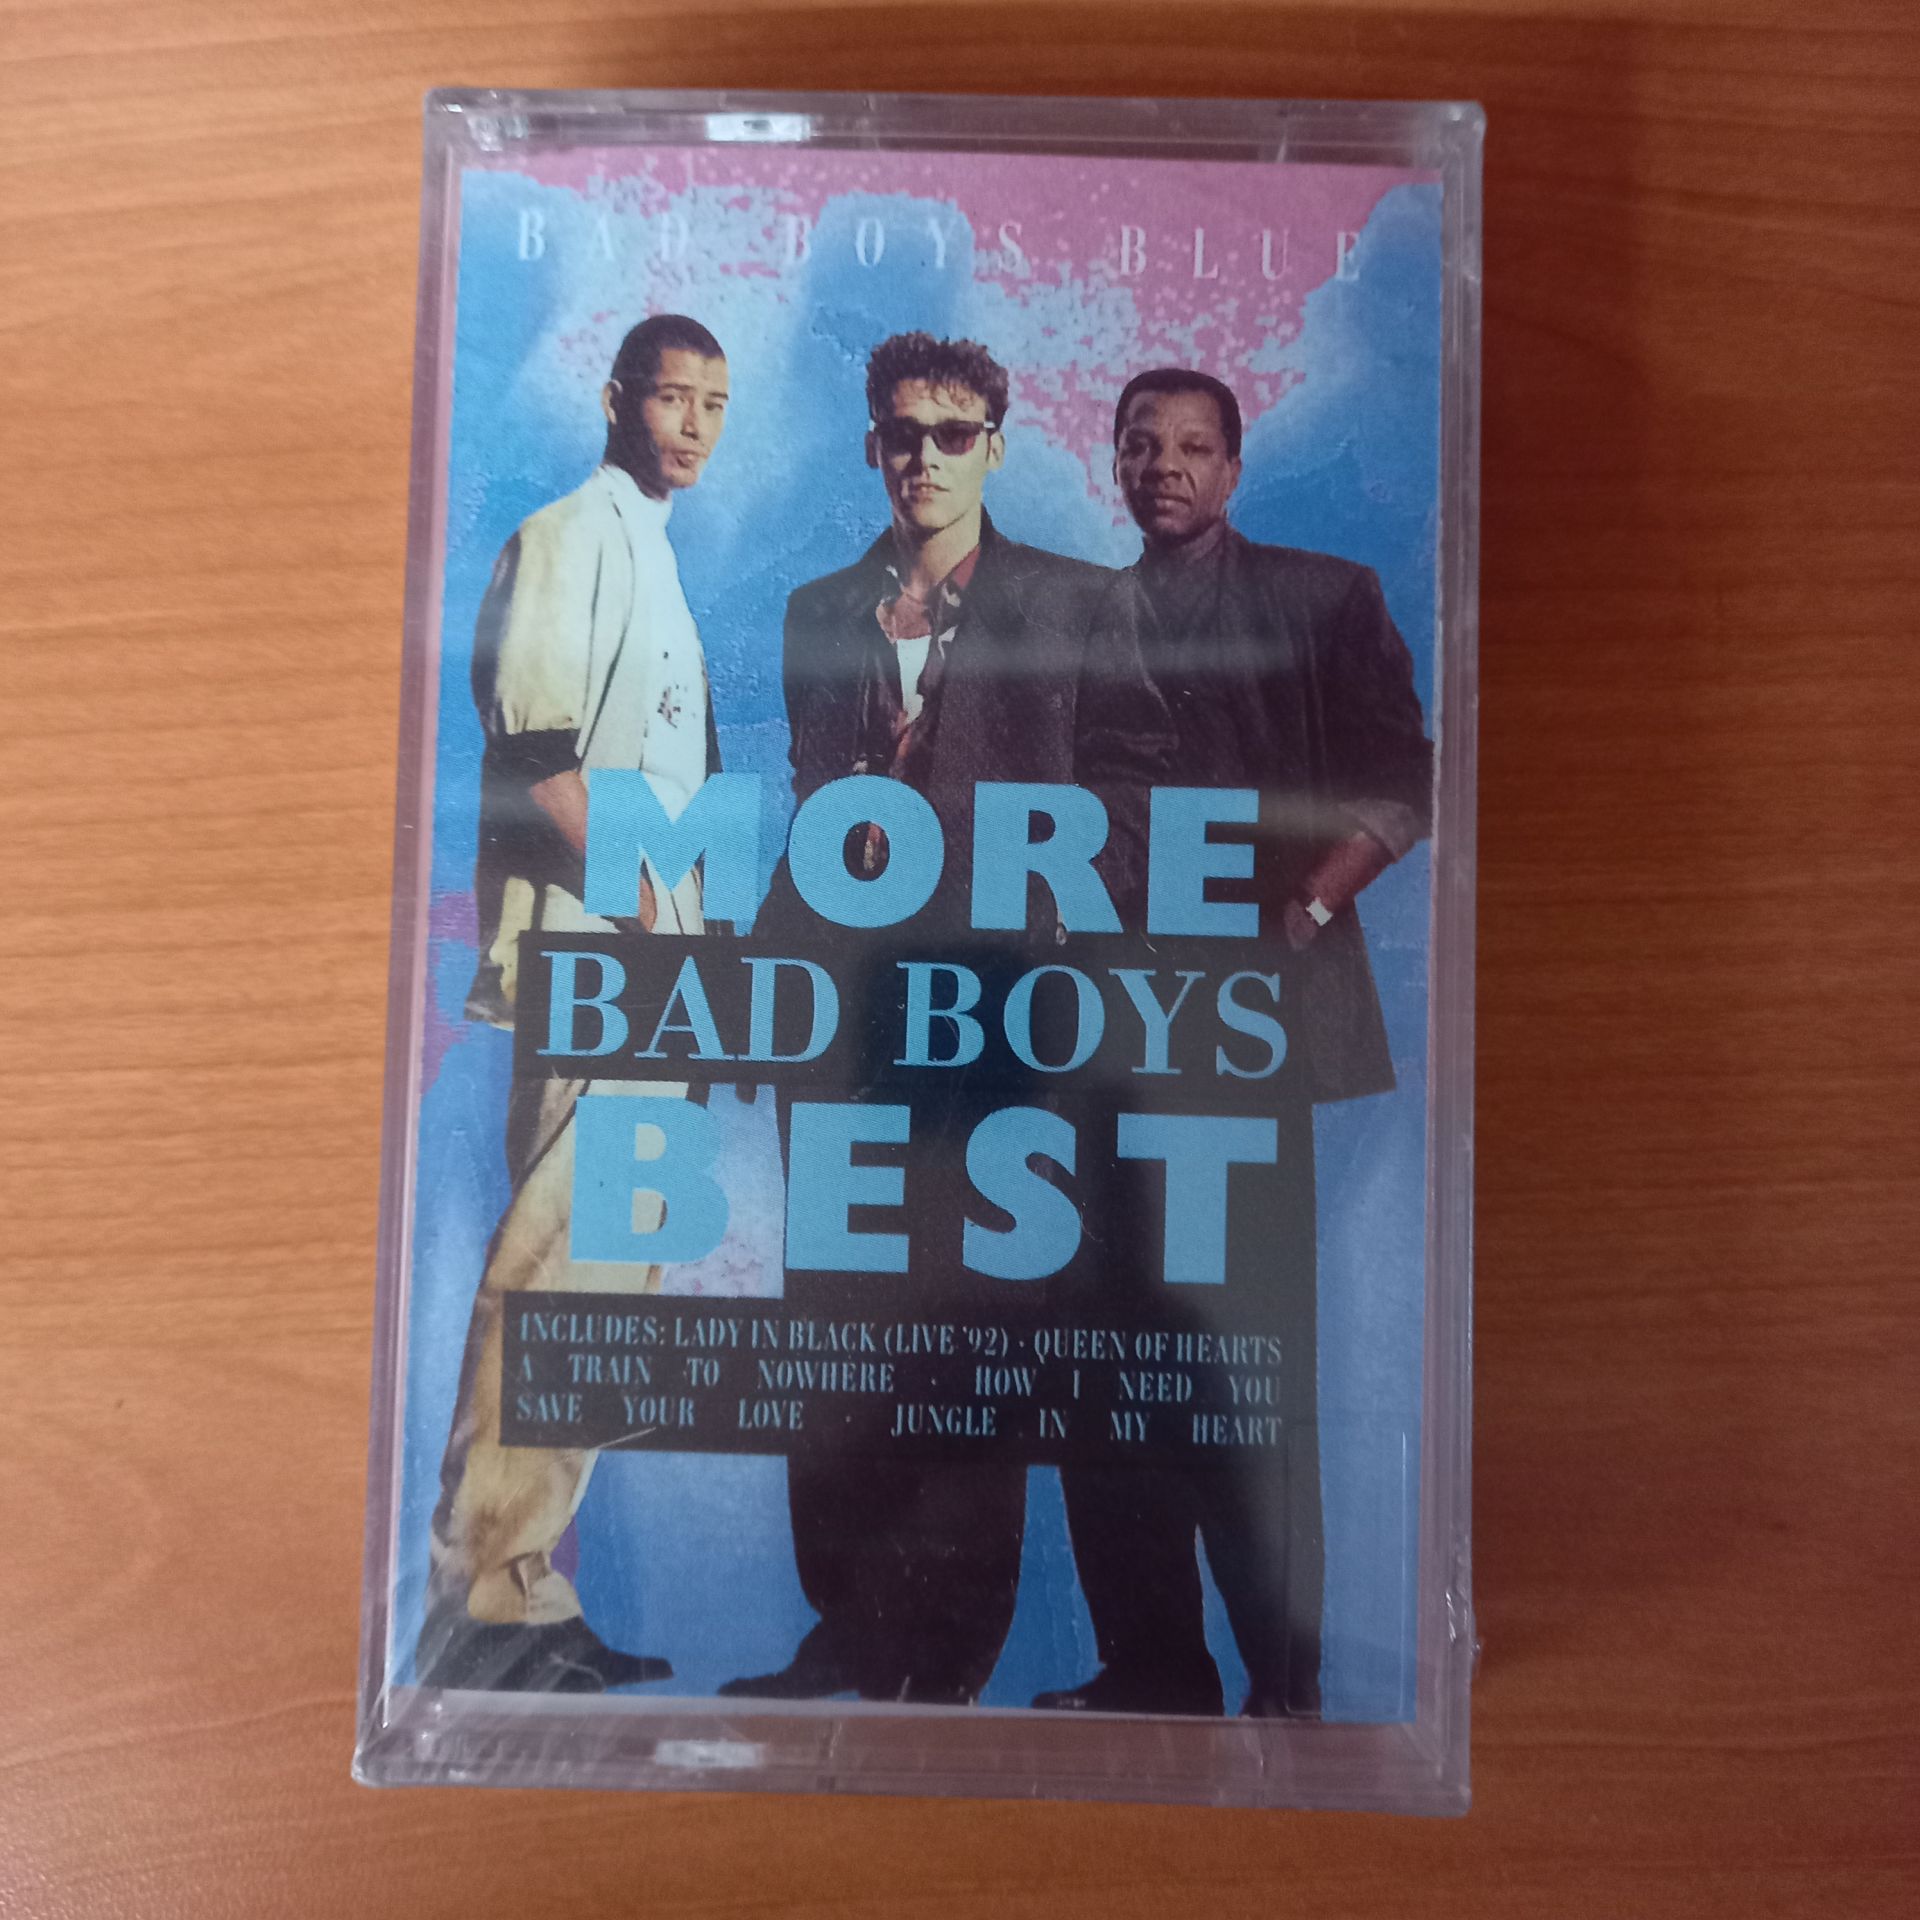 BAD BOYS BLUE
MORE
BAD BOYS
BEST
INCLUDES: LADY IN BLACK (LIVE '92) · QUEEN OF HEARTS
A TRAIN TO NOWHERE · HOW I NEED YOU
SAVE YOUR LOVE · JUNGLE IN MY HEART